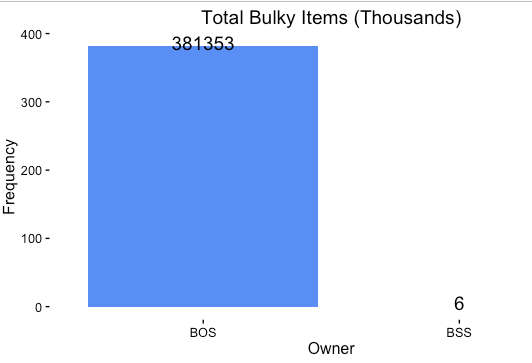 Total Bulky Items (Thousands)
400
381353
300
200
100
0
6
Frequency
BOS
BSS
Owner